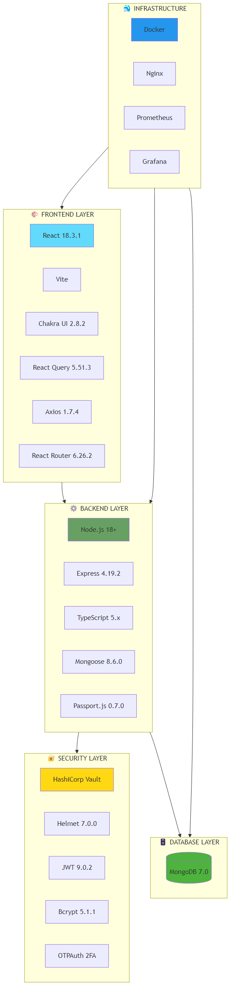 INFRASTRUCTURE
Docker
Nginx
Prometheus
Grafana
FRONTEND LAYER
React 18.3.1
Vite
Chakra UI 2.8.2
React Query 5.51.3
Axios 1.7.4
React Router 6.26.2
BACKEND LAYER
Node.js 18+
Express 4.19.2
TypeScript 5.x
Mongoose 8.6.0
Passport.js 0.7.0
SECURITY LAYER
HashiCorp Vault
Helmet 7.0.0
JWT 9.0.2
Bcrypt 5.1.1
OTPAuth 2FA
DATABASE LAYER
MongoDB 7.0